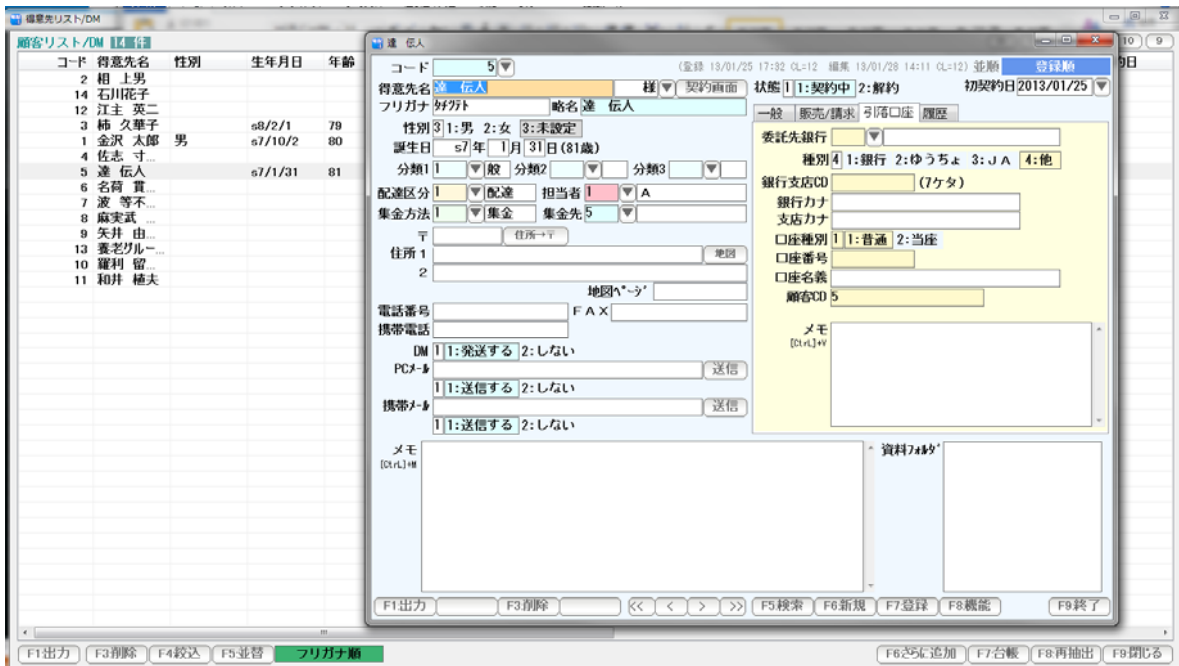 得意先リスト/DM
顧客リスト/DM 14件
コード 得意先名 性別 生年月日 年齢
2 相 上男
14 石川花子
12 江主 英二
3 柿 久華子 s8/2/1 79
1 金沢 太郎 男 s7/10/2 80
4 佐志 寸...
5 達 伝人 s7/1/31 81
6 名荷 貫...
7 波 等不...
8 麻実武 ...
9 矢井 由...
13 養老グルー...
10 羅利 留...
11 和井 植夫
10 9
達 伝人
コード 5 (登録 13/01/25 17:32 CL=12 編集 13/01/28 14:11 CL=12) 並順 登録順
得意先名 達 伝人 様 契約画面 状態 1 1:契約中 2:解約 初契約日 2013/01/25
フリガナ ﾀﾁﾂﾃﾄ 略名 達 伝人
性別 3 1:男 2:女 3:未設定
誕生日 s7年 1月 31日(81歳)
分類1 1 般 分類2 分類3
配達区分 1 配達 担当者 1 A
集金方法 1 集金 集金先 5
〒 住所→〒
住所 1 地図
2
地図ﾍﾟｰｼﾞ
電話番号 FAX
携帯電話
DM 1 1:発送する 2:しない
PCﾒｰﾙ 送信
1 1:送信する 2:しない
携帯ﾒｰﾙ 送信
1 1:送信する 2:しない
一般 販売/請求 引落口座 履歴
委託先銀行
種別 4 1:銀行 2:ゆうちょ 3:JA 4:他
銀行支店CD (7ケタ)
銀行カナ
支店カナ
口座種別 1 1:普通 2:当座
口座番号
口座名義
顧客CD 5
メモ
[CtrL]+V
メモ
[CtrL]+M
資料ﾌｫﾙﾀﾞ
F1:出力 F3:削除 << < > >> F5:検索 F6:新規 F7:登録 F8:機能 F9:終了
F1出力 F3削除 F4絞込 F5並替 フリガナ順 F6さらに追加 F7:台帳 F8:再抽出 F9:閉じる